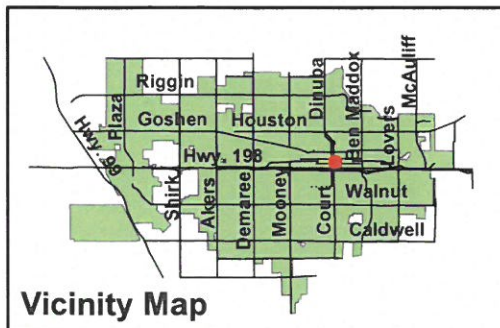 Riggin
Goshen
Houston
Hwy. 198
Walnut
Caldwell
Hwy. 99
Plaza
Shirk
Akers
Demaree
Mooney
Court
Dinuba
Ben Maddox
Lovers
McAuliff
Vicinity Map